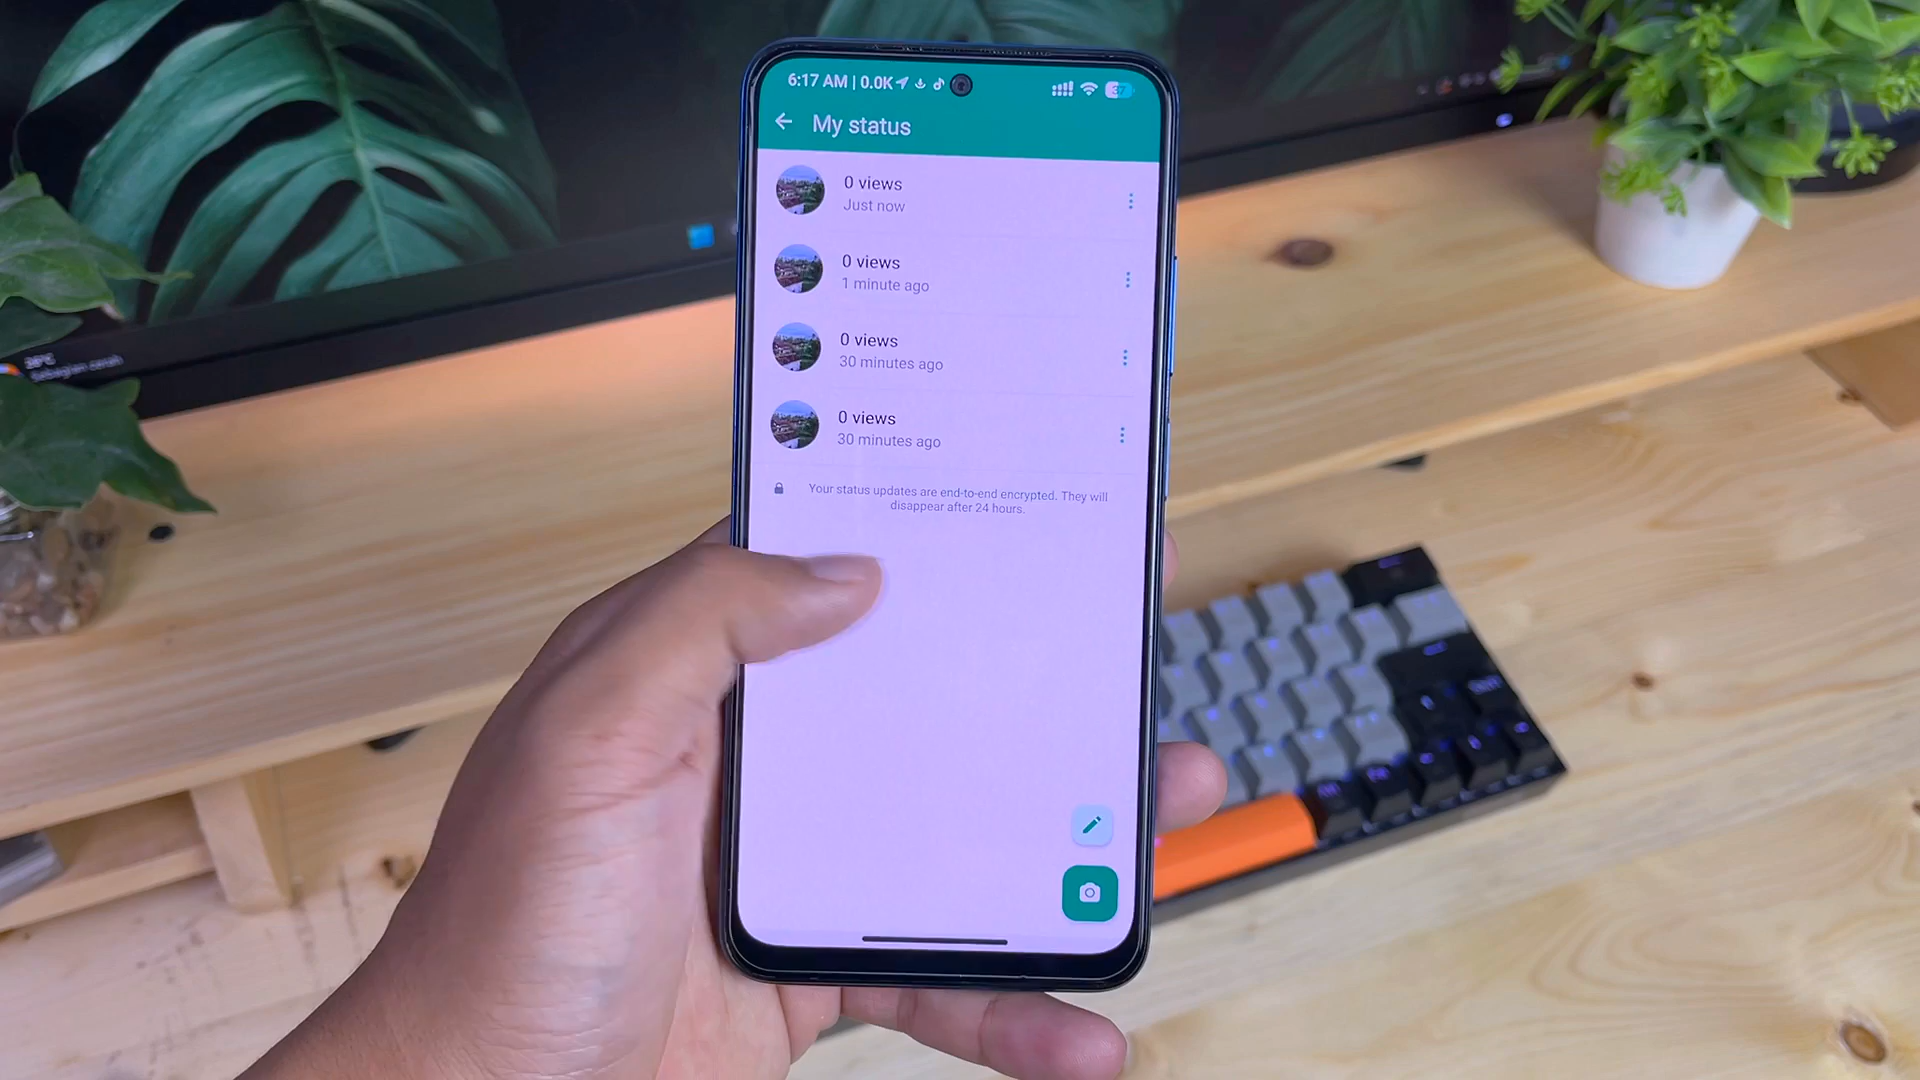 6:17 AM | 0.0K
37
My status
0 views
Just now
0 views
1 minute ago
0 views
30 minutes ago
0 views
30 minutes ago
Your status updates are end-to-end encrypted. They will
disappear after 24 hours.
Shift